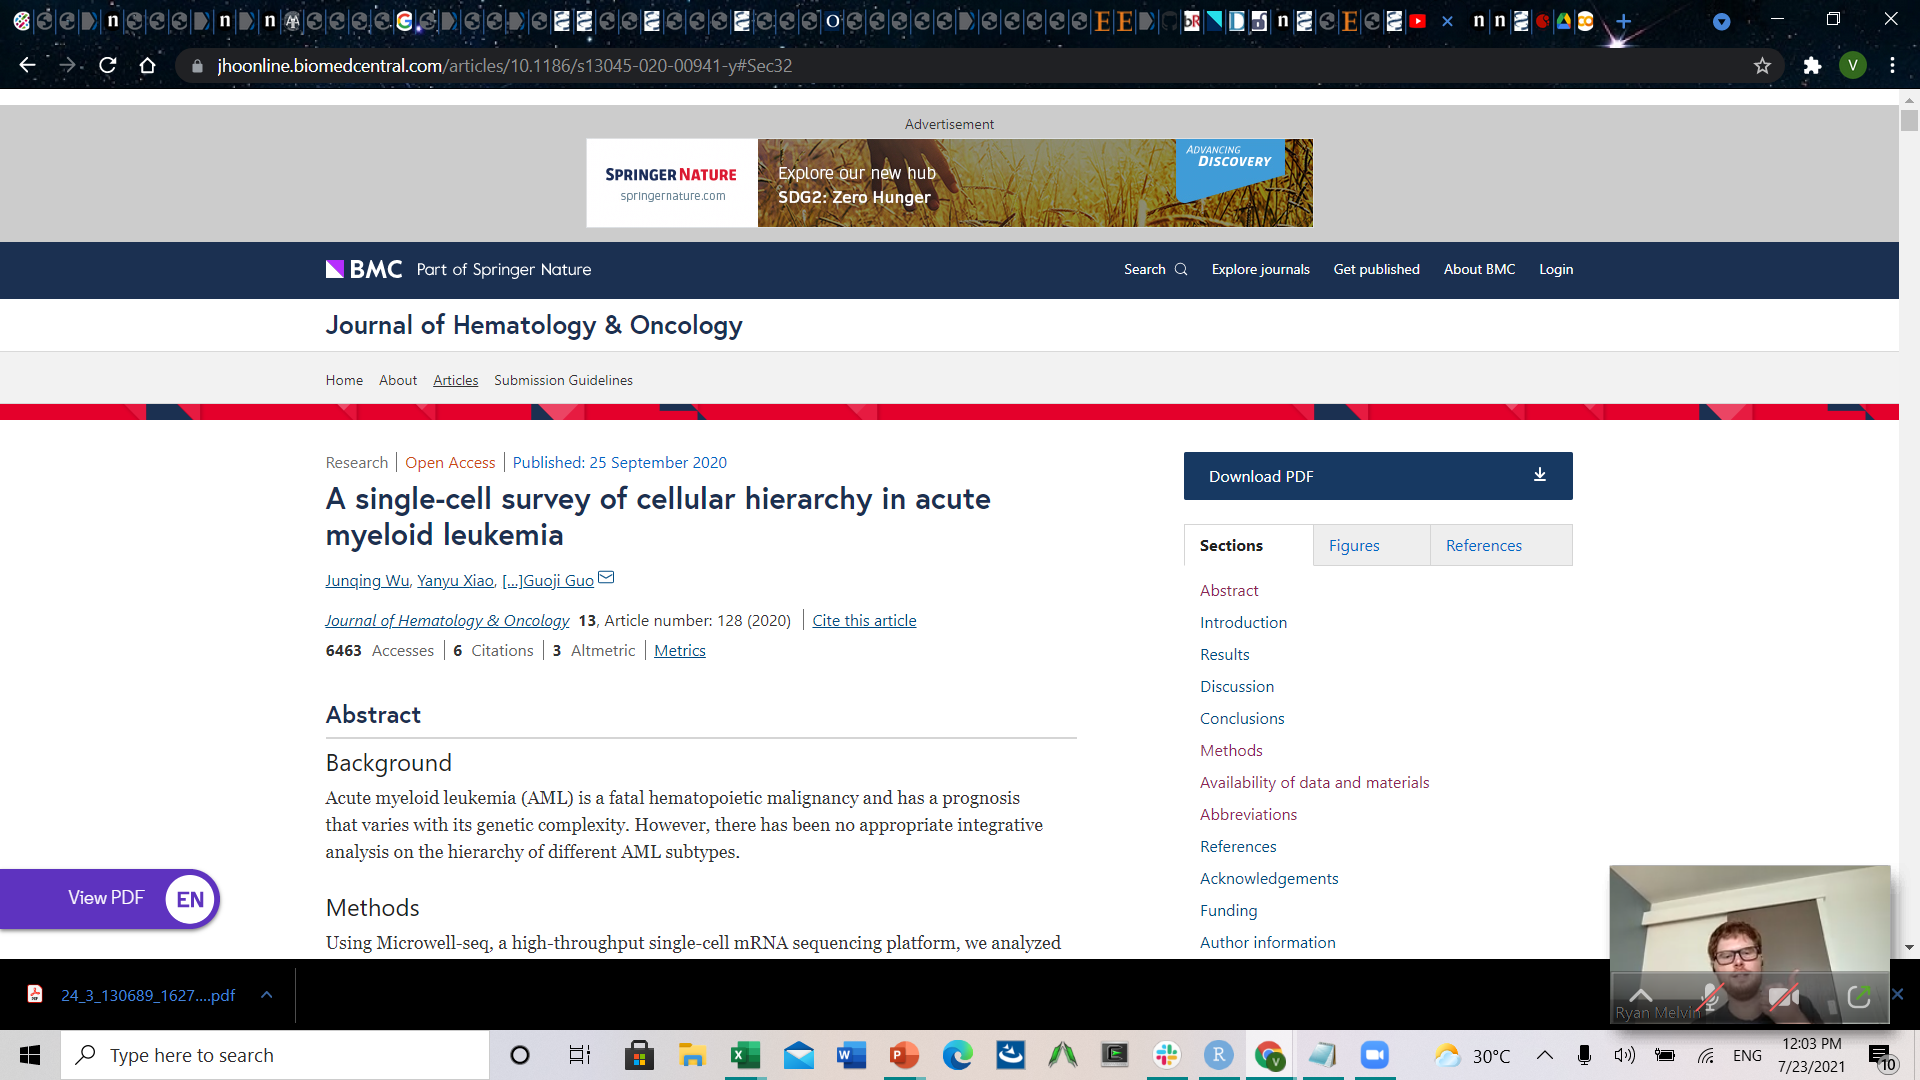 jhoonline.biomedcentral.com/articles/10.1186/s13045-020-00941-y#Sec32
V
Advertisement
SPRINGER NATURE
springernature.com
Explore our new hub
SDG2: Zero Hunger
ADVANCING
DISCOVERY
BMC Part of Springer Nature
Search Explore journals Get published About BMC Login
Journal of Hematology & Oncology
Home About Articles Submission Guidelines
Research Open Access Published: 25 September 2020
A single-cell survey of cellular hierarchy in acute
myeloid leukemia
Junqing Wu, Yanyu Xiao, [...]Guoji Guo
Journal of Hematology & Oncology 13, Article number: 128 (2020) Cite this article
6463 Accesses 6 Citations 3 Altmetric Metrics
Abstract
Background
Acute myeloid leukemia (AML) is a fatal hematopoietic malignancy and has a prognosis
that varies with its genetic complexity. However, there has been no appropriate integrative
analysis on the hierarchy of different AML subtypes.
Methods
Using Microwell-seq, a high-throughput single-cell mRNA sequencing platform, we analyzed
Download PDF
Sections Figures References
Abstract
Introduction
Results
Discussion
Conclusions
Methods
Availability of data and materials
Abbreviations
References
Acknowledgements
Funding
Author information
View PDF EN
Ryan Melvin
24_3_130689_1627....pdf
Type here to search
30°C
ENG
12:03 PM
7/23/2021
10